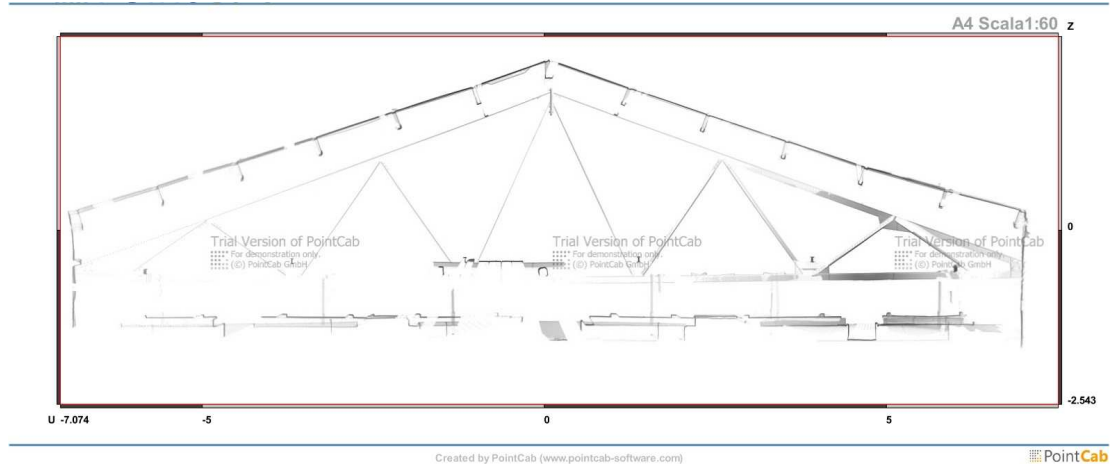 A4 Scala1:60
Z
Trial Version of PointCab
For demonstration only.
(C) PointCab GmbH
Trial Version of PointCab
For demonstration only.
(C) PointCab GmbH
Trial Version of PointCab
For demonstration only.
(C) PointCab GmbH
0
-2.543
U -7.074 -5 0 5
Created by PointCab (www.pointcab-software.com)
PointCab